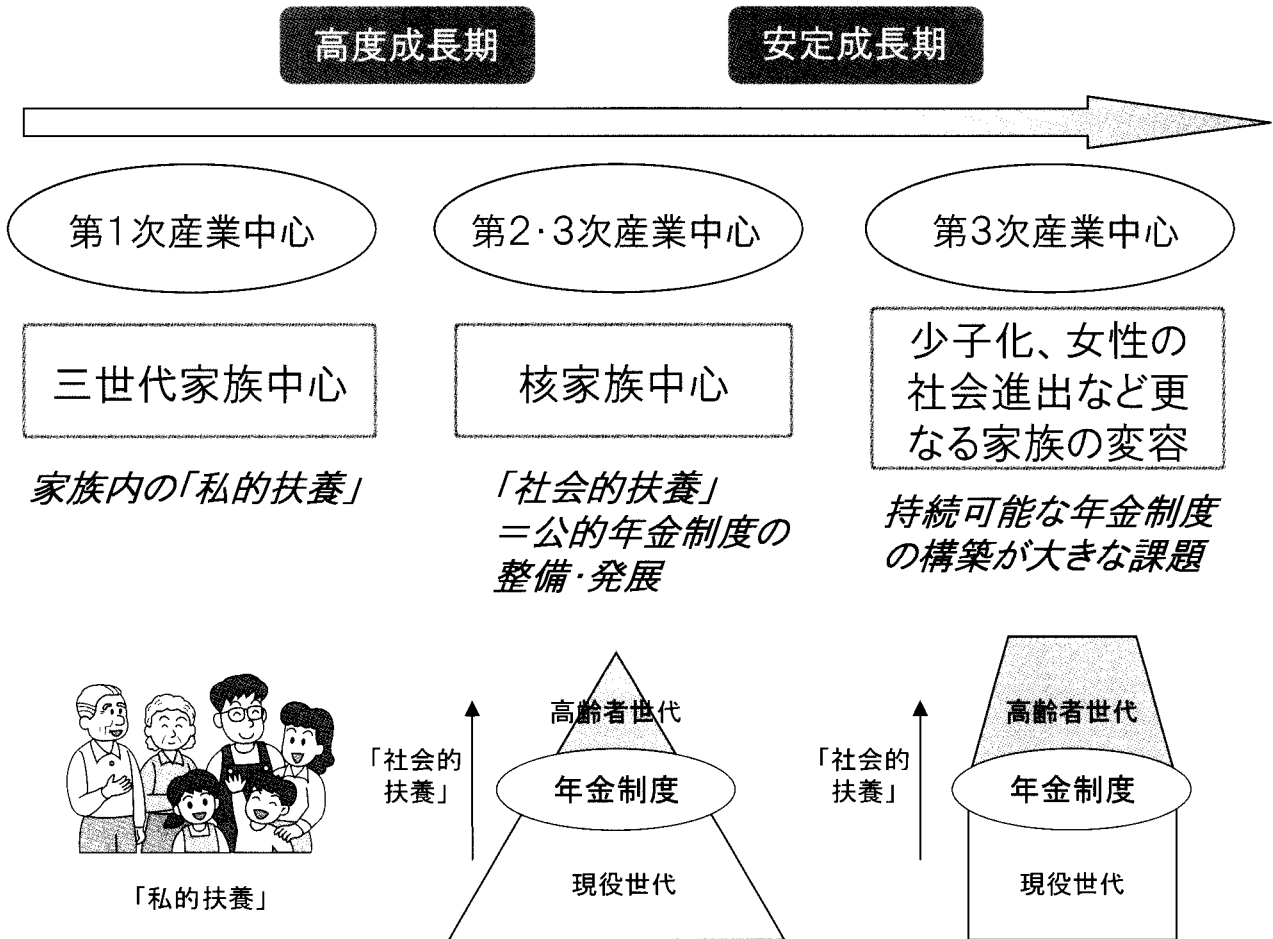 高度成長期
安定成長期
第1次産業中心
第2・3次産業中心
第3次産業中心
三世代家族中心
核家族中心
少子化、女性の
社会進出など更
なる家族の変容
家族内の「私的扶養」
「社会的扶養」
＝公的年金制度の
整備・発展
持続可能な年金制度
の構築が大きな課題
「私的扶養」
「社会的
扶養」
高齢者世代
年金制度
現役世代
「社会的
扶養」
高齢者世代
年金制度
現役世代